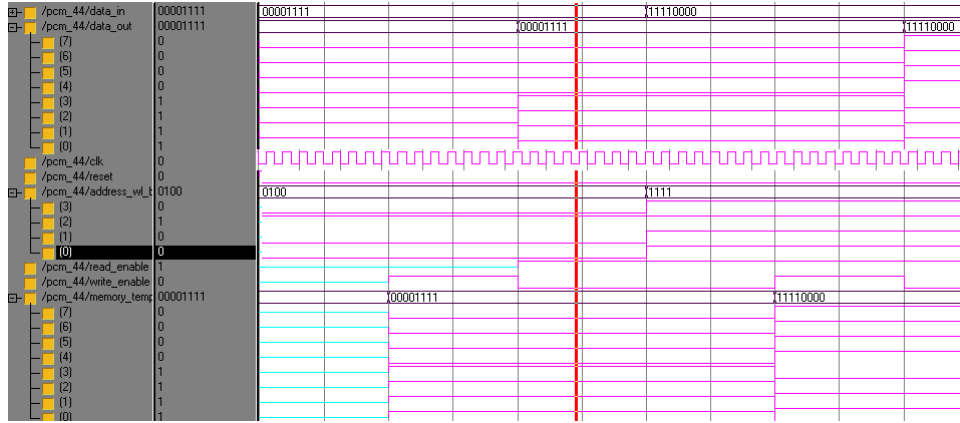 /pcm_44/data_in 00001111 00001111 11110000
/pcm_44/data_out 00001111 00001111 11110000
(7) 0
(6) 0
(5) 0
(4) 0
(3) 1
(2) 1
(1) 1
(0) 1
/pcm_44/clk 0
/pcm_44/reset 0
/pcm_44/address_wl_b 0100 0100 1111
(3) 0
(2) 1
(1) 0
(0) 0
/pcm_44/read_enable 1
/pcm_44/write_enable 0
/pcm_44/memory_temp 00001111 00001111 11110000
(7) 0
(6) 0
(5) 0
(4) 0
(3) 1
(2) 1
(1) 1
(0) 1